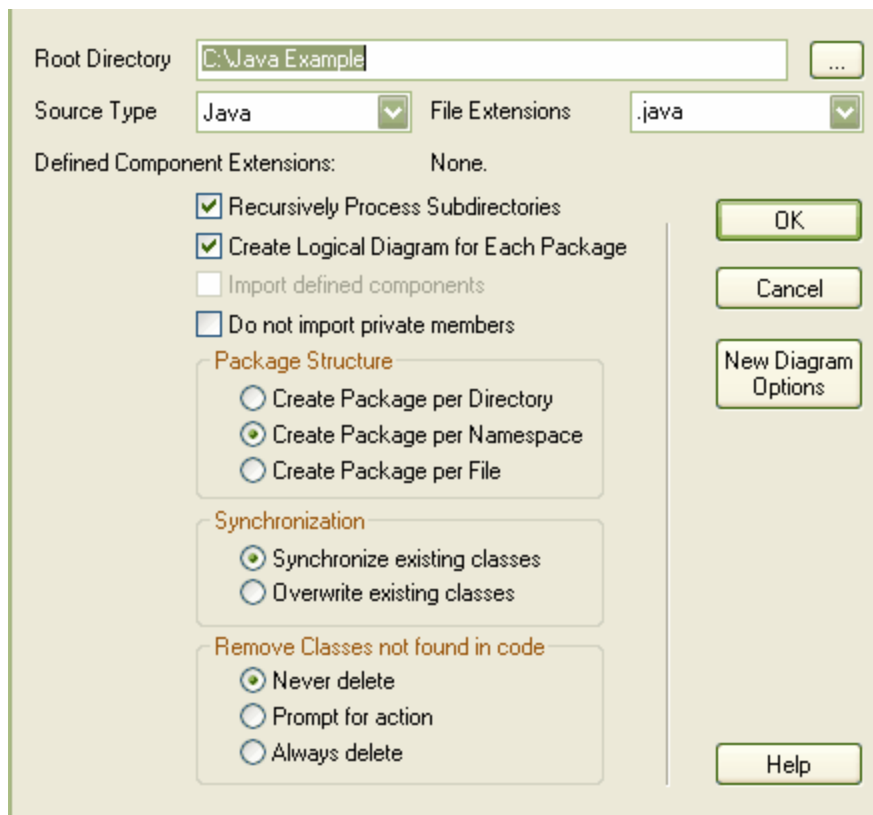 Root Directory C:\Java Example ...
Source Type Java File Extensions .java
Defined Component Extensions: None.
Recursively Process Subdirectories
OK
Create Logical Diagram for Each Package
Import defined components
Cancel
Do not import private members
New Diagram
Options
Package Structure
Create Package per Directory
Create Package per Namespace
Create Package per File
Synchronization
Synchronize existing classes
Overwrite existing classes
Remove Classes not found in code
Never delete
Prompt for action
Always delete
Help